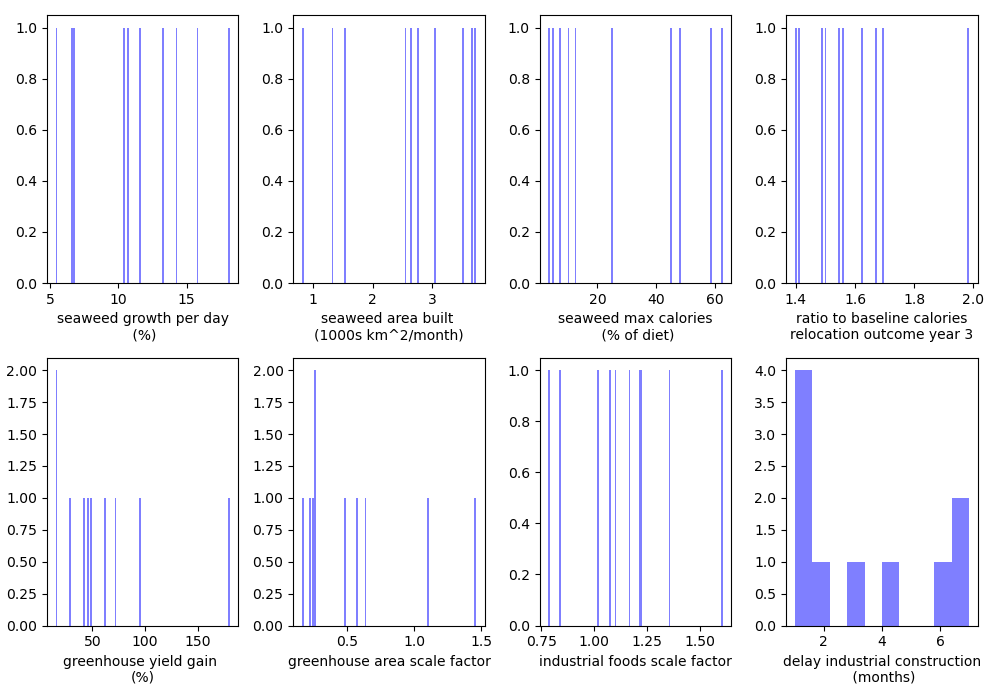 1.0
0.8
0.6
0.4
0.2
0.0
5 10 15
seaweed growth per day
(%)
1.0
0.8
0.6
0.4
0.2
0.0
1 2 3
seaweed area built
(1000s km^2/month)
1.0
0.8
0.6
0.4
0.2
0.0
20 40 60
seaweed max calories
(% of diet)
1.0
0.8
0.6
0.4
0.2
0.0
1.4 1.6 1.8 2.0
ratio to baseline calories
relocation outcome year 3
2.00
1.75
1.50
1.25
1.00
0.75
0.50
0.25
0.00
50 100 150
greenhouse yield gain
(%)
2.00
1.75
1.50
1.25
1.00
0.75
0.50
0.25
0.00
0.5 1.0 1.5
greenhouse area scale factor
1.0
0.8
0.6
0.4
0.2
0.0
0.75 1.00 1.25 1.50
industrial foods scale factor
4.0
3.5
3.0
2.5
2.0
1.5
1.0
0.5
0.0
2 4 6
delay industrial construction
(months)